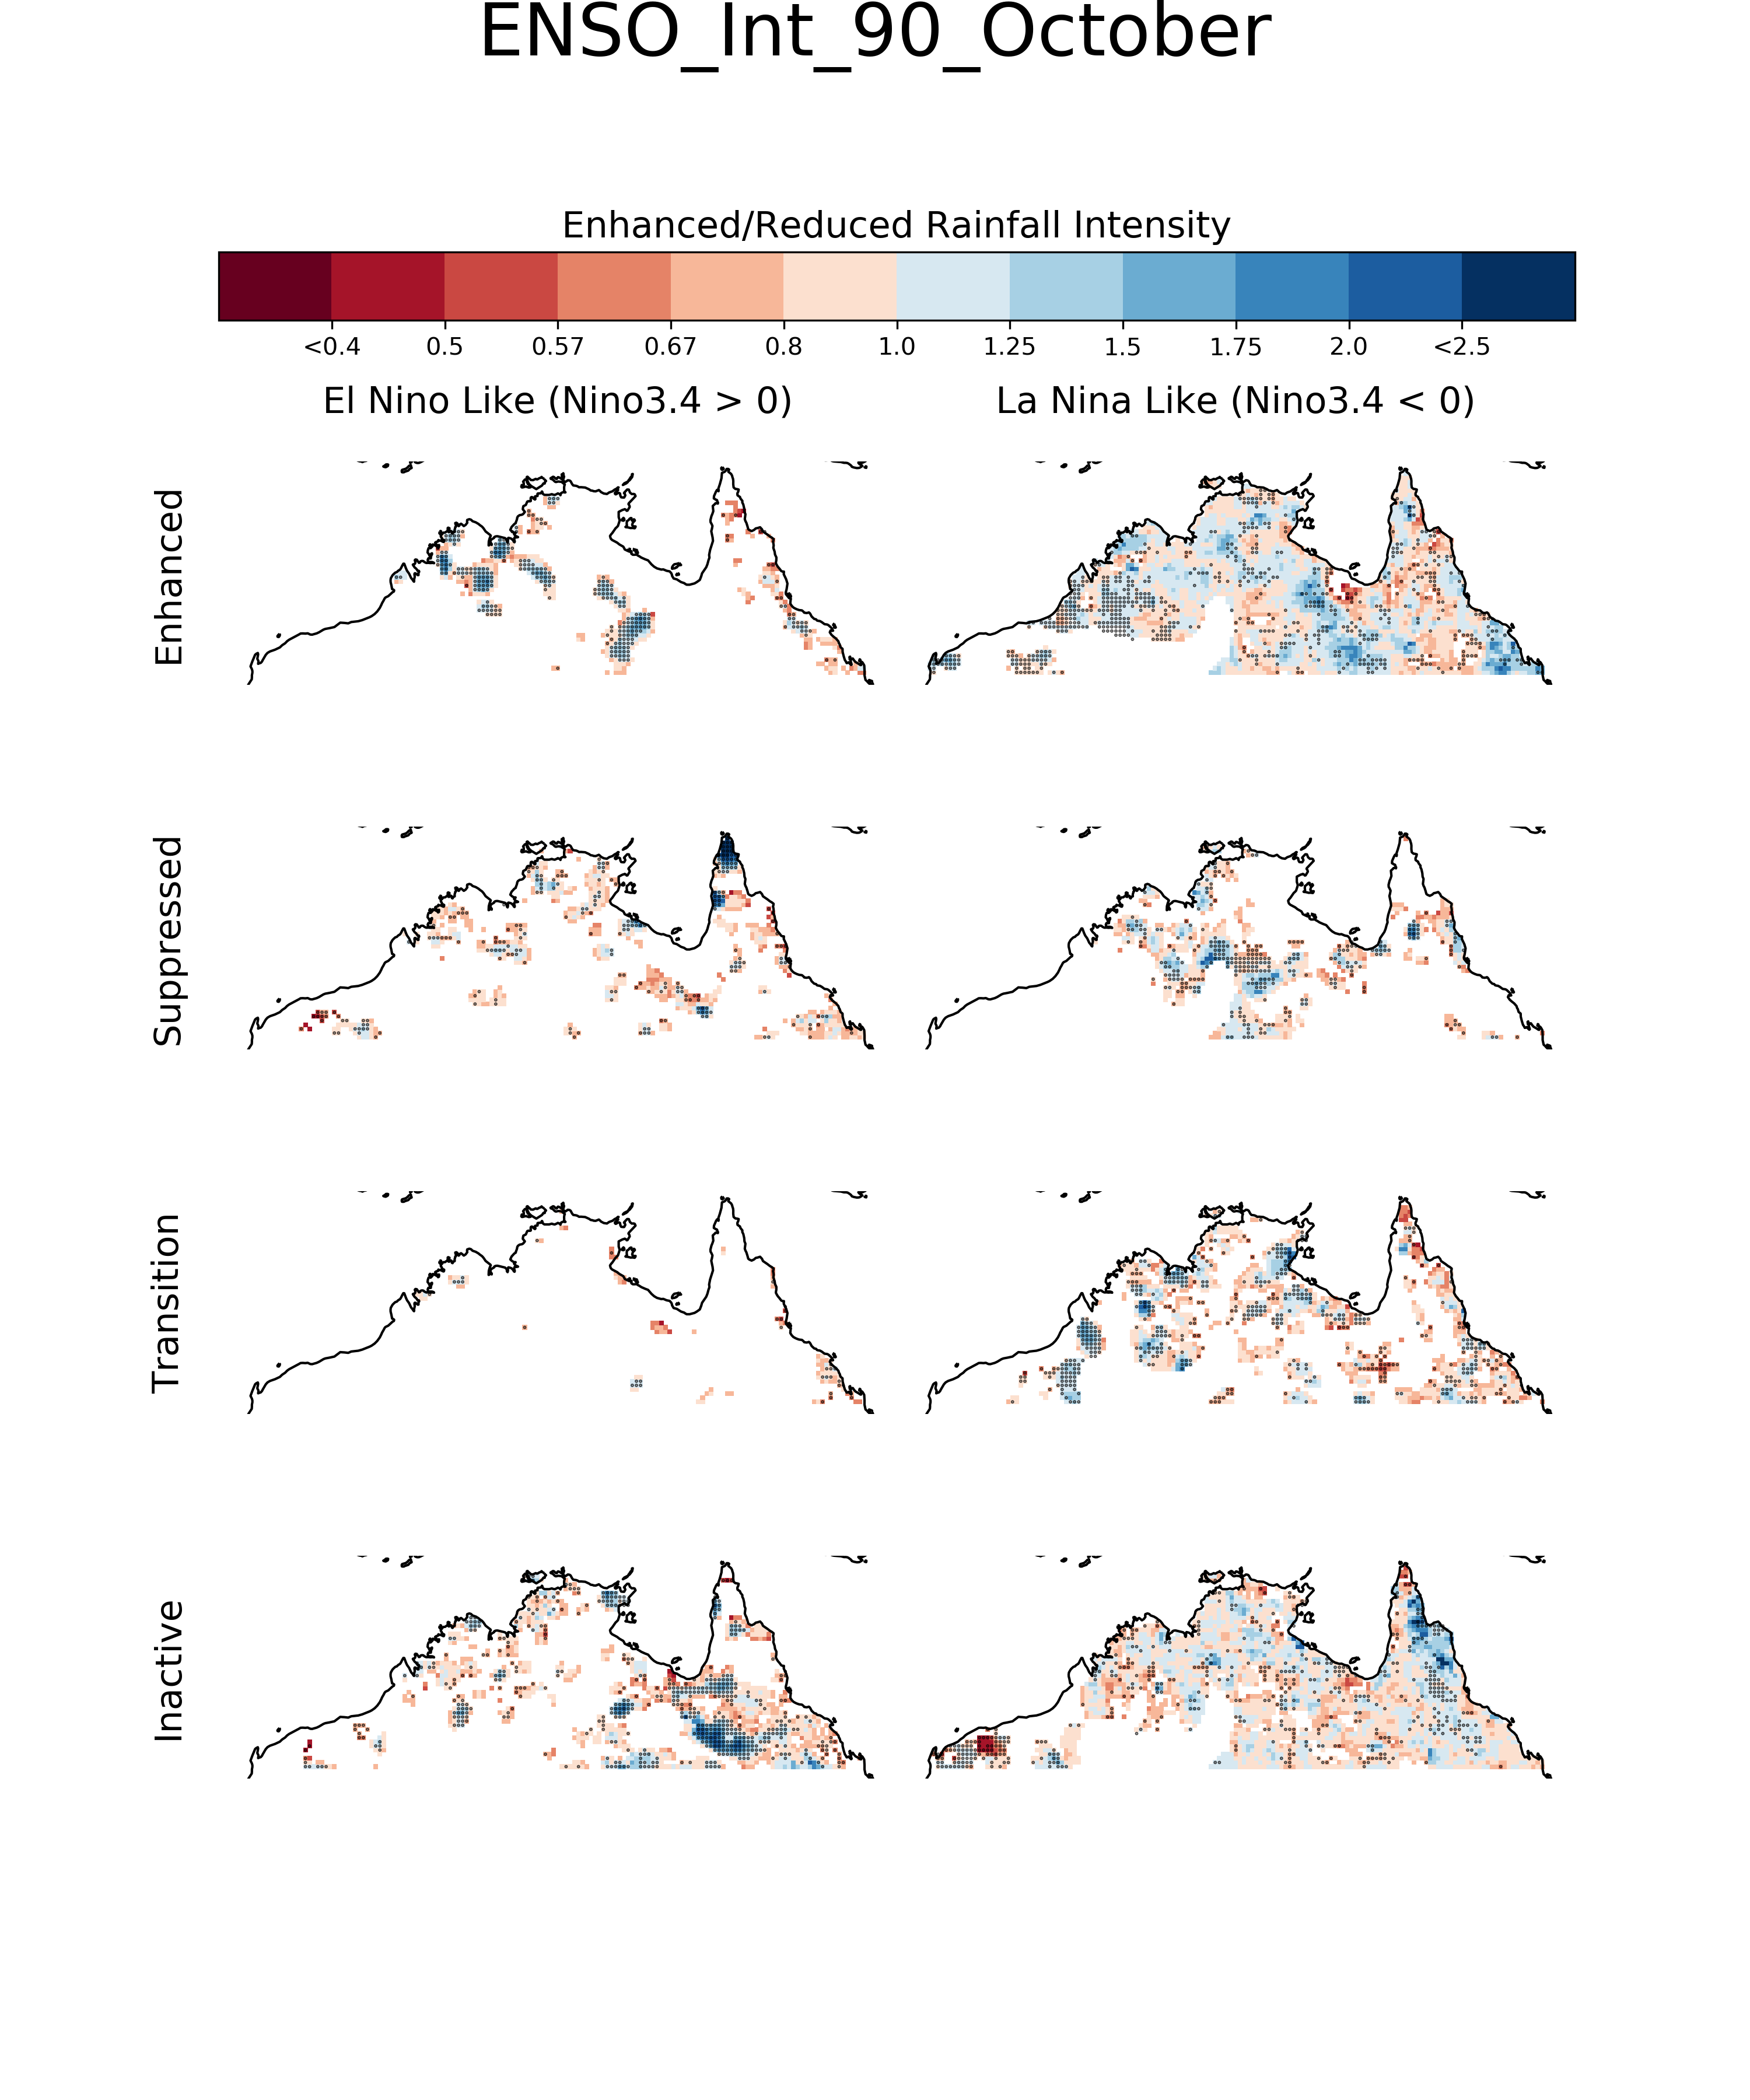 ENSO_Int_90_October
Enhanced/Reduced Rainfall Intensity
<0.4 0.5 0.57 0.67 0.8 1.0 1.25 1.5 1.75 2.0 <2.5
El Nino Like (Nino3.4 > 0) La Nina Like (Nino3.4 < 0)
Enhanced
Suppressed
Transition
Inactive